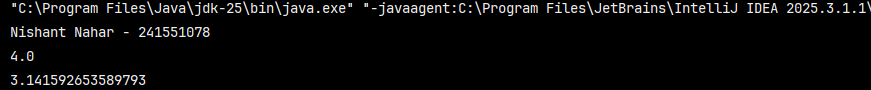 "C:\Program Files\Java\jdk-25\bin\java.exe" "-javaagent:C:\Program Files\JetBrains\IntelliJ IDEA 2025.3.1.1\
Nishant Nahar - 241551078
4.0
3.141592653589793